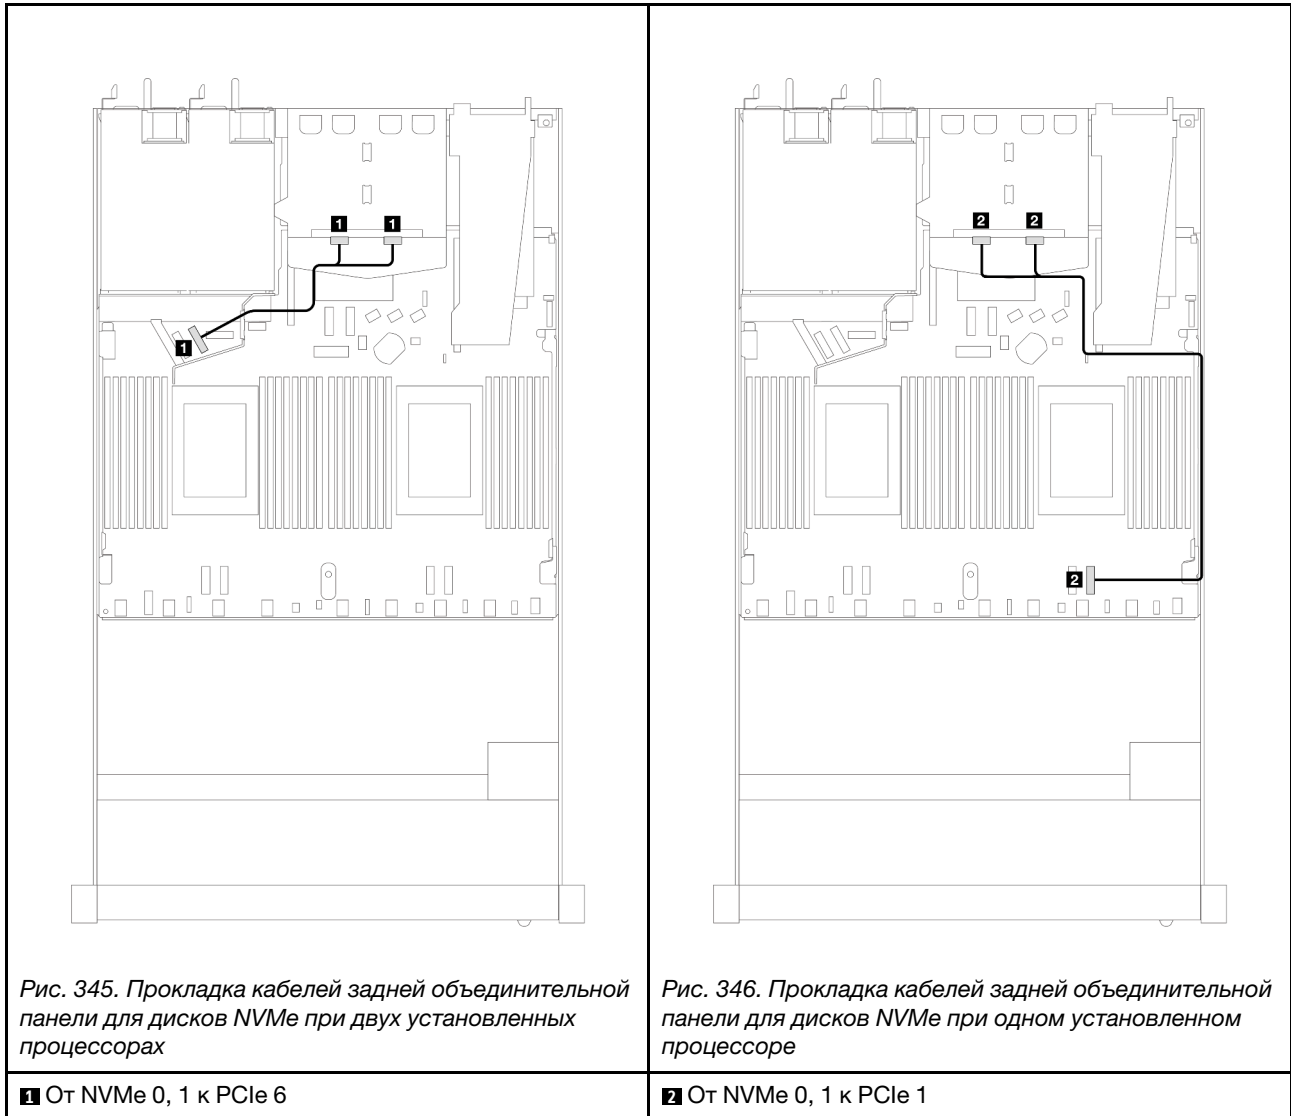 1 1
1
2 2
2
Рис. 345. Прокладка кабелей задней объединительной
панели для дисков NVMe при двух установленных
процессорах
Рис. 346. Прокладка кабелей задней объединительной
панели для дисков NVMe при одном установленном
процессоре
1 От NVMe 0, 1 к PCIe 6
2 От NVMe 0, 1 к PCIe 1